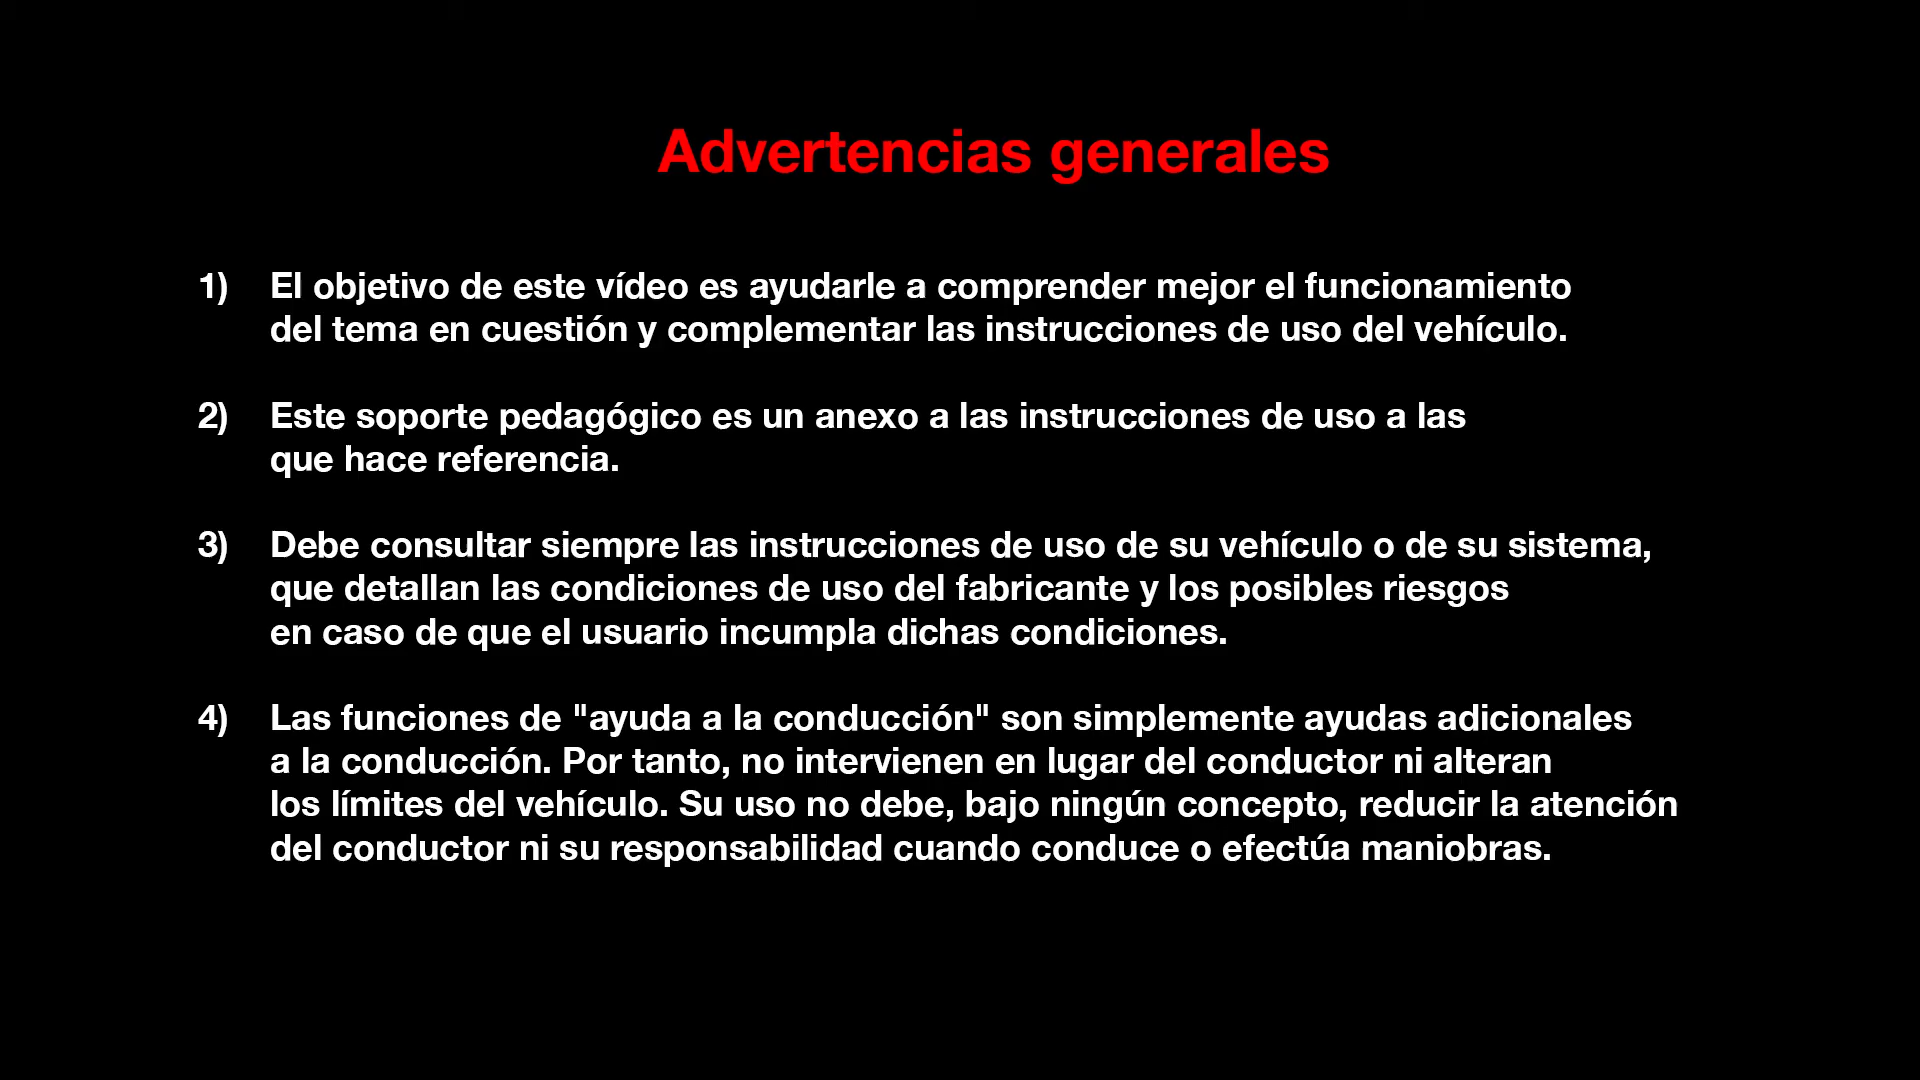 Advertencias generales
1) El objetivo de este vídeo es ayudarle a comprender mejor el funcionamiento
del tema en cuestión y complementar las instrucciones de uso del vehículo.
2) Este soporte pedagógico es un anexo a las instrucciones de uso a las
que hace referencia.
3) Debe consultar siempre las instrucciones de uso de su vehículo o de su sistema,
que detallan las condiciones de uso del fabricante y los posibles riesgos
en caso de que el usuario incumpla dichas condiciones.
4) Las funciones de "ayuda a la conducción" son simplemente ayudas adicionales
a la conducción. Por tanto, no intervienen en lugar del conductor ni alteran
los límites del vehículo. Su uso no debe, bajo ningún concepto, reducir la atención
del conductor ni su responsabilidad cuando conduce o efectúa maniobras.